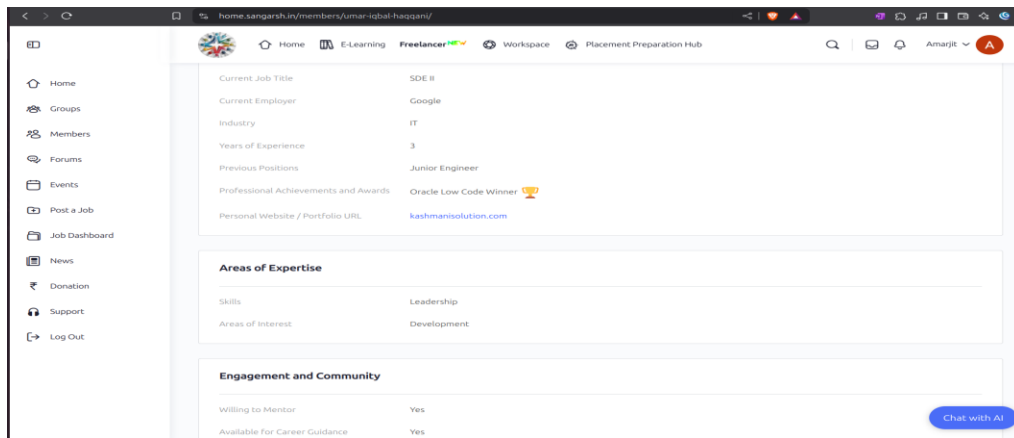 home.sangarsh.in/members/umar-iqbal-haqqani/
Home E-Learning Freelancer Workspace Placement Preparation Hub Amarjit A
Home
Groups
Members
Forums
Events
Post a Job
Job Dashboard
News
Donation
Support
Log Out
Current Job Title SDE II
Current Employer Google
Industry IT
Years of Experience 3
Previous Positions Junior Engineer
Professional Achievements and Awards Oracle Low Code Winner 🏆
Personal Website / Portfolio URL kashmanisolution.com
Areas of Expertise
Skills Leadership
Areas of Interest Development
Engagement and Community
Willing to Mentor Yes
Available for Career Guidance Yes
Chat with AI